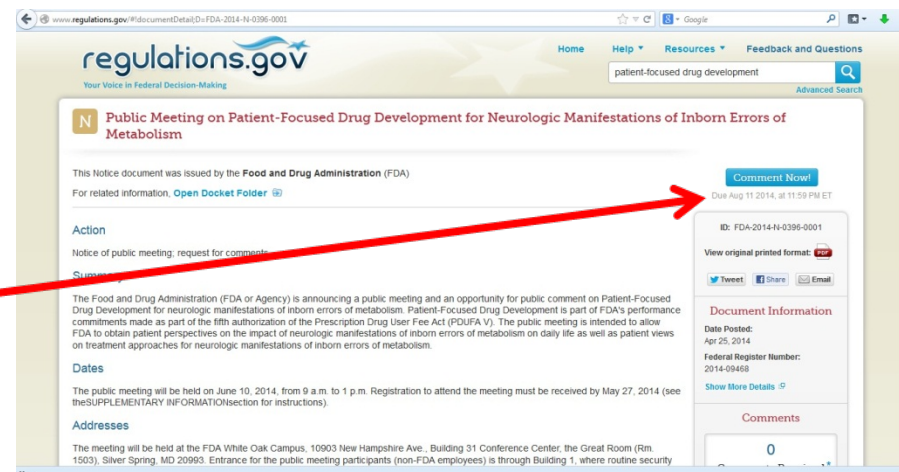 www.regulations.gov/#!documentDetail;D=FDA-2014-N-0396-0001
Google
regulations.gov
Your Voice in Federal Decision-Making
Home Help Resources Feedback and Questions
patient-focused drug development
Advanced Search
N
Public Meeting on Patient-Focused Drug Development for Neurologic Manifestations of Inborn Errors of
Metabolism
This Notice document was issued by the Food and Drug Administration (FDA)
For related information, Open Docket Folder
Comment Now!
Due Aug 11 2014, at 11:59 PM ET
Action
Notice of public meeting; request for comments
Summary
The Food and Drug Administration (FDA or Agency) is announcing a public meeting and an opportunity for public comment on Patient-Focused
Drug Development for neurologic manifestations of inborn errors of metabolism. Patient-Focused Drug Development is part of FDA's performance
commitments made as part of the fifth authorization of the Prescription Drug User Fee Act (PDUFA V). The public meeting is intended to allow
FDA to obtain patient perspectives on the impact of neurologic manifestations of inborn errors of metabolism on daily life as well as patient views
on treatment approaches for neurologic manifestations of inborn errors of metabolism.
Dates
The public meeting will be held on June 10, 2014, from 9 a.m. to 1 p.m. Registration to attend the meeting must be received by May 27, 2014 (see
theSUPPLEMENTARY INFORMATIONsection for instructions).
Addresses
The meeting will be held at the FDA White Oak Campus, 10903 New Hampshire Ave., Building 31 Conference Center, the Great Room (Rm.
1503), Silver Spring, MD 20993. Entrance for the public meeting participants (non-FDA employees) is through Building 1, where routine security
ID: FDA-2014-N-0396-0001
View original printed format: PDF
Tweet Share Email
Document Information
Date Posted:
Apr 25, 2014
Federal Register Number:
2014-09468
Show More Details
Comments
0